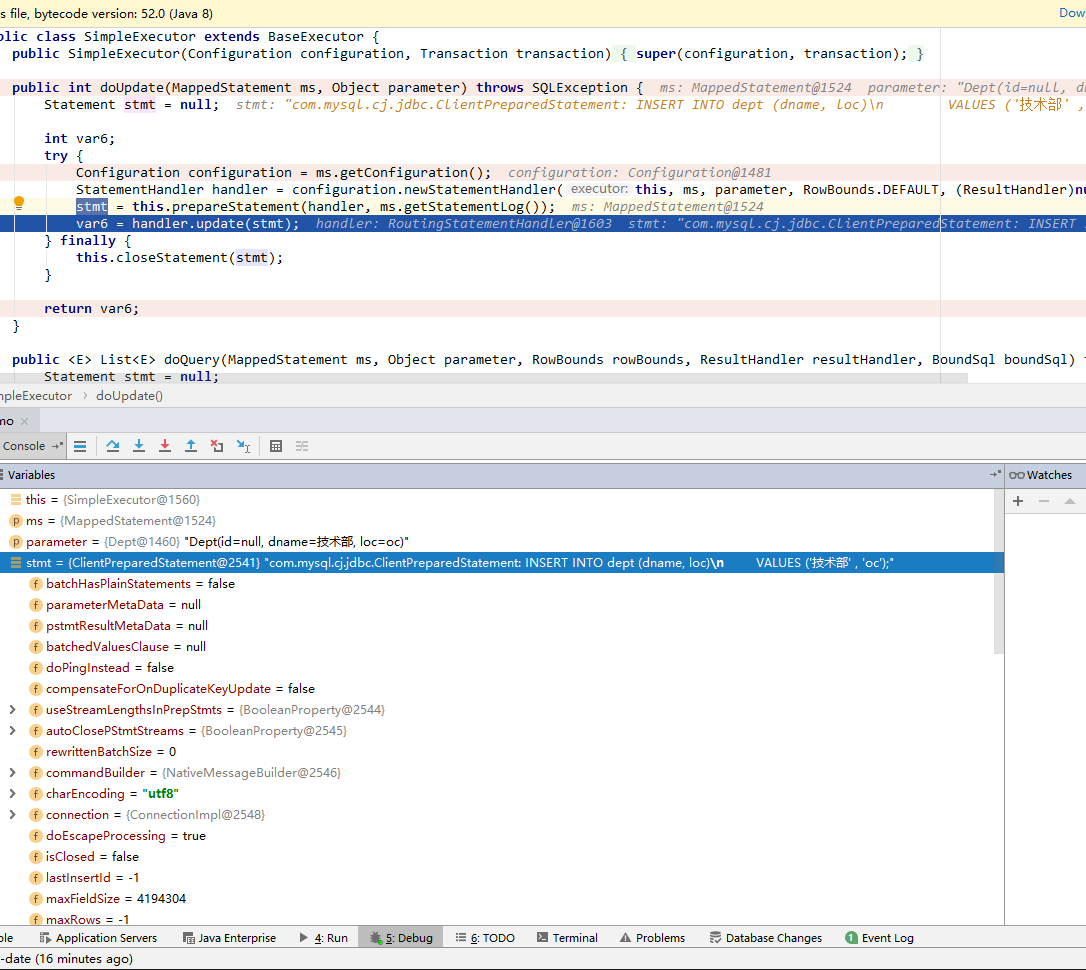 s file, bytecode version: 52.0 (Java 8) Dow
blic class SimpleExecutor extends BaseExecutor {
public SimpleExecutor(Configuration configuration, Transaction transaction) { super(configuration, transaction); }
public int doUpdate(MappedStatement ms, Object parameter) throws SQLException { ms: MappedStatement@1524 parameter: "Dept(id=null, dn
Statement stmt = null; stmt: "com.mysql.cj.jdbc.ClientPreparedStatement: INSERT INTO dept (dname, loc)\n VALUES ('技术部' ,
int var6;
try {
Configuration configuration = ms.getConfiguration(); configuration: Configuration@1481
StatementHandler handler = configuration.newStatementHandler( executor: this, ms, parameter, RowBounds.DEFAULT, (ResultHandler)nu
stmt = this.prepareStatement(handler, ms.getStatementLog()); ms: MappedStatement@1524
var6 = handler.update(stmt); handler: RoutingStatementHandler@1603 stmt: "com.mysql.cj.jdbc.ClientPreparedStatement: INSERT
} finally {
this.closeStatement(stmt);
}
return var6;
}
public <E> List<E> doQuery(MappedStatement ms, Object parameter, RowBounds rowBounds, ResultHandler resultHandler, BoundSql boundSql) t
Statement stmt = null;
mpleExecutor › doUpdate()
mo ×
Console
Variables Watches
this = {SimpleExecutor@1560}
ms = {MappedStatement@1524}
parameter = {Dept@1460} "Dept(id=null, dname=技术部, loc=oc)"
stmt = {ClientPreparedStatement@2541} "com.mysql.cj.jdbc.ClientPreparedStatement: INSERT INTO dept (dname, loc)\n VALUES ('技术部' , 'oc');"
batchHasPlainStatements = false
parameterMetaData = null
pstmtResultMetaData = null
batchedValuesClause = null
doPingInstead = false
compensateForOnDuplicateKeyUpdate = false
useStreamLengthsInPrepStmts = {BooleanProperty@2544}
autoClosePStmtStreams = {BooleanProperty@2545}
rewrittenBatchSize = 0
commandBuilder = {NativeMessageBuilder@2546}
charEncoding = "utf8"
connection = {ConnectionImpl@2548}
doEscapeProcessing = true
isClosed = false
lastInsertId = -1
maxFieldSize = 4194304
maxRows = -1
ole Application Servers Java Enterprise 4: Run 5: Debug 6: TODO Terminal Problems Database Changes 1 Event Log
-date (16 minutes ago)